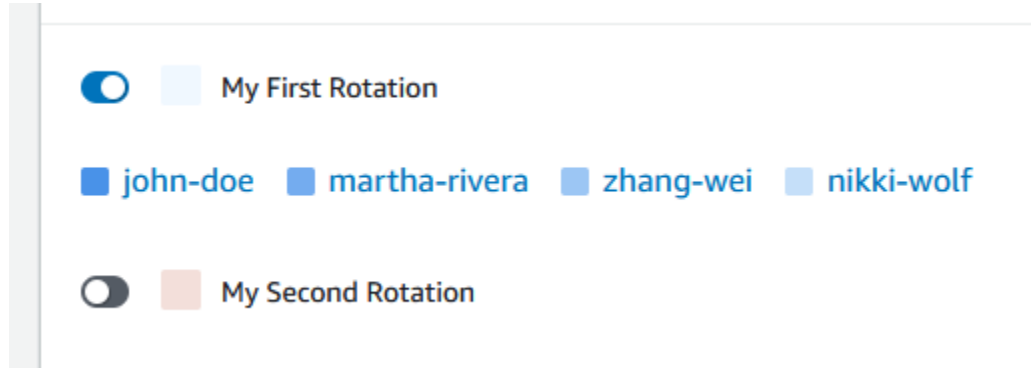 My First Rotation
john-doe martha-rivera zhang-wei nikki-wolf
My Second Rotation